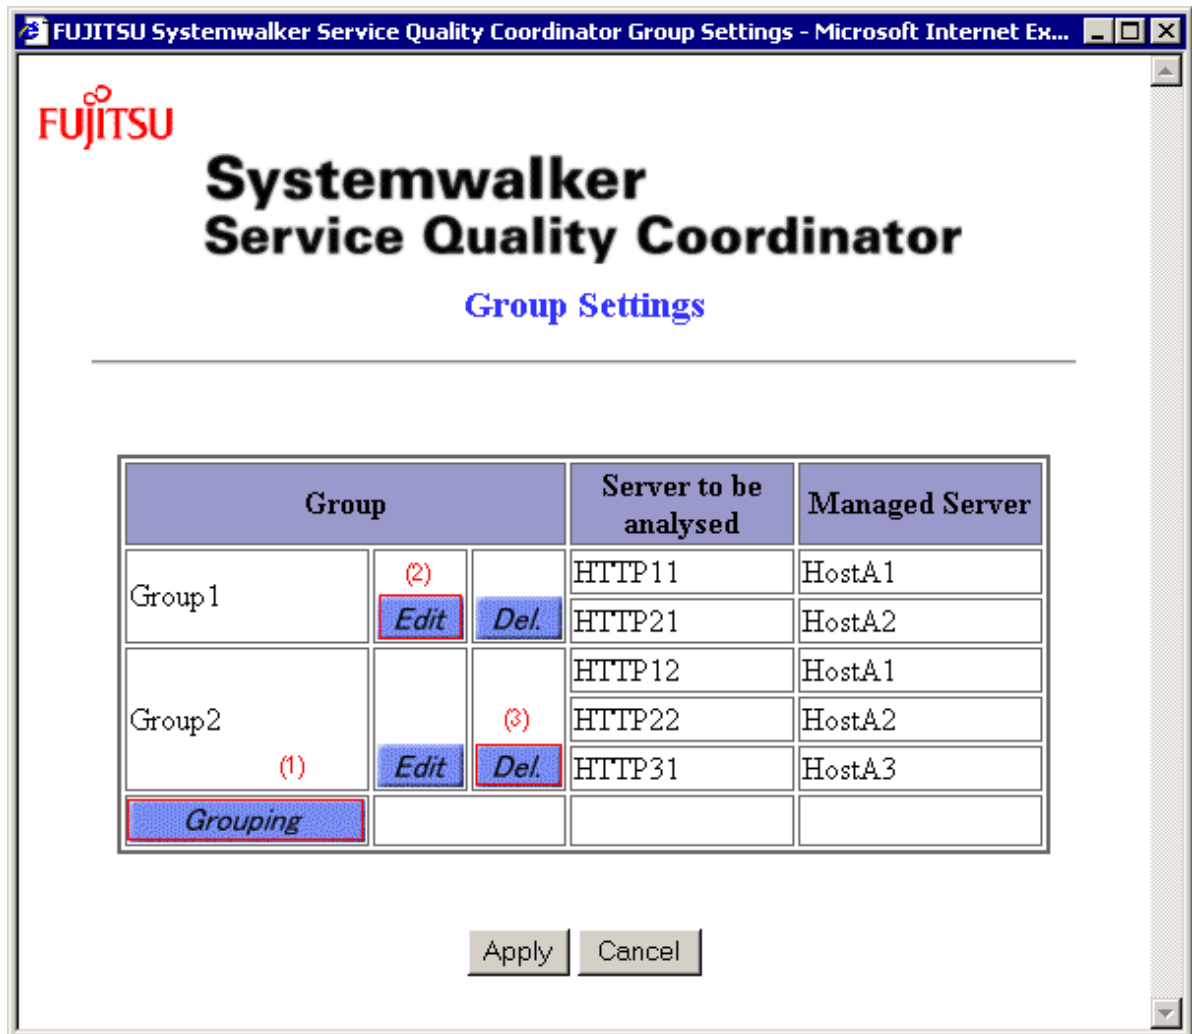 FUJITSU Systemwalker Service Quality Coordinator Group Settings - Microsoft Internet Ex...
FUJITSU
Systemwalker
Service Quality Coordinator
Group Settings
Group
Server to be
analysed
Managed Server
Group1
(2)
Edit
Del.
HTTP11
HostA1
HTTP21
HostA2
Group2
(1)
Edit
(3)
Del.
HTTP12
HostA1
HTTP22
HostA2
HTTP31
HostA3
Grouping
Apply
Cancel